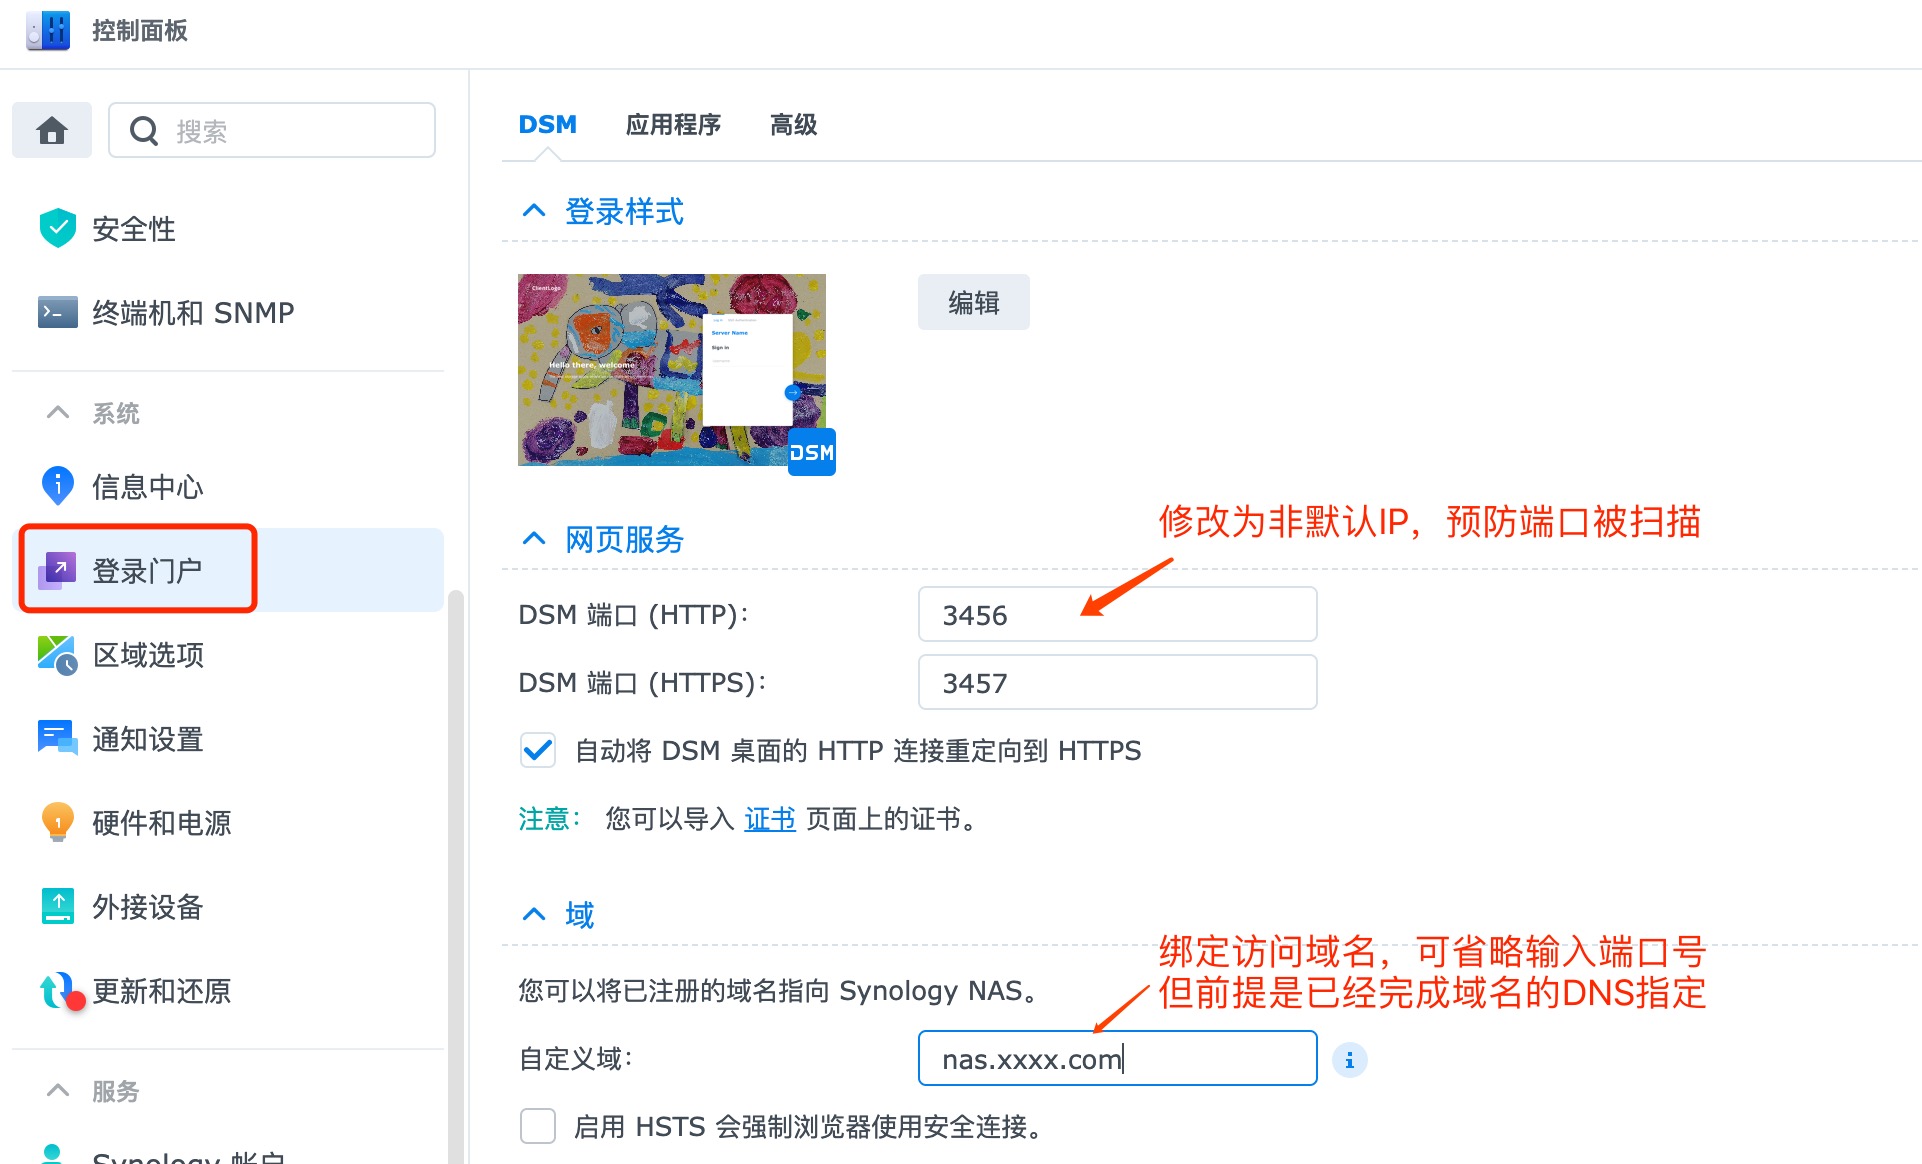 控制面板
搜索
安全性
终端机和 SNMP
系统
信息中心
登录门户
区域选项
通知设置
硬件和电源
外接设备
更新和还原
服务
Synology 帐户
DSM 应用程序 高级
登录样式
ClientLogo
Server Name
Sign in
Hello there, welcome
DSM
编辑
网页服务
修改为非默认IP，预防端口被扫描
DSM 端口 (HTTP)： 3456
DSM 端口 (HTTPS)： 3457
自动将 DSM 桌面的 HTTP 连接重定向到 HTTPS
注意： 您可以导入 证书 页面上的证书。
域
绑定访问域名，可省略输入端口号
但前提是已经完成域名的DNS指定
您可以将已注册的域名指向 Synology NAS。
自定义域： nas.xxxx.com
启用 HSTS 会强制浏览器使用安全连接。